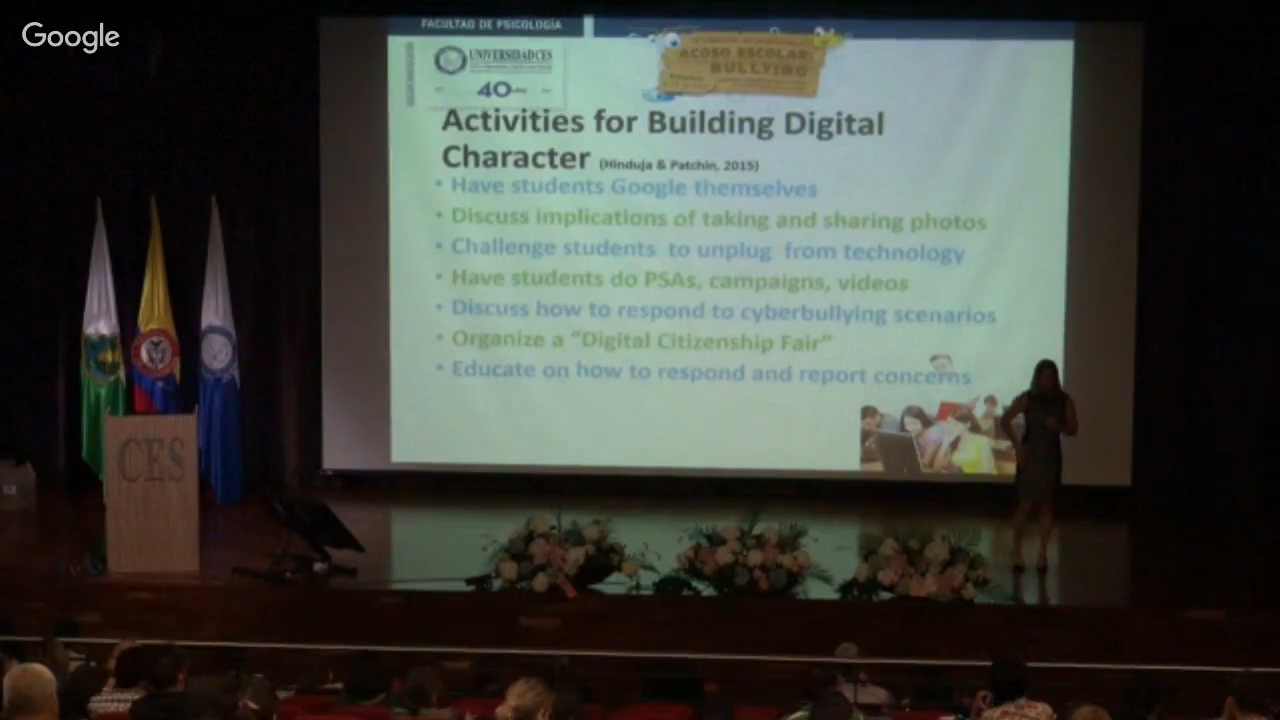 Google
FACULTAD DE PSICOLOGÍA
UNIVERSIDAD CES
40
ACOSO ESCOLAR
BULLYING
Activities for Building Digital
Character (Hinduja & Patchin, 2015)
• Have students Google themselves
• Discuss implications of taking and sharing photos
• Challenge students to unplug from technology
• Have students do PSAs, campaigns, videos
• Discuss how to respond to cyberbullying scenarios
• Organize a “Digital Citizenship Fair”
• Educate on how to respond and report concerns
CES